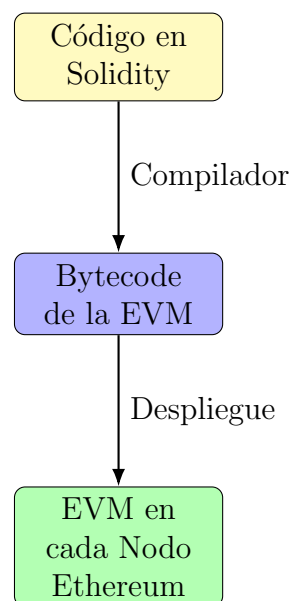 Código en
Solidity
Compilador
Bytecode
de la EVM
Despliegue
EVM en
cada Nodo
Ethereum